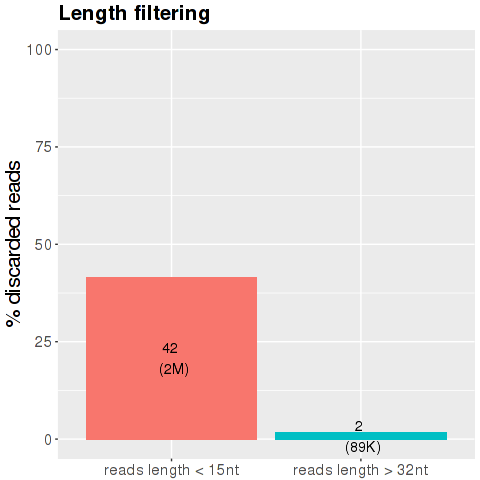 Length filtering
% discarded reads
100
75
50
25
0
42
(2M)
2
(89K)
reads length < 15nt
reads length > 32nt